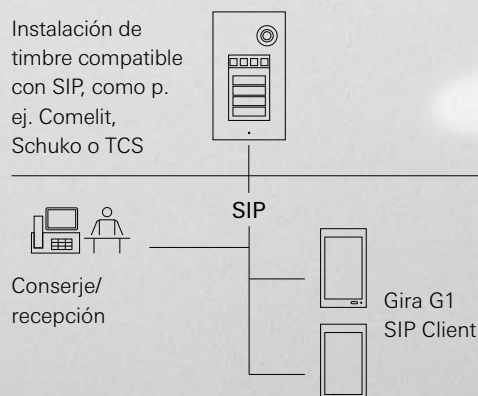 Instalación de
timbre compatible
con SIP, como p.
ej. Comelit,
Schuko o TCS
SIP
Conserje/
recepción
Gira G1
SIP Client